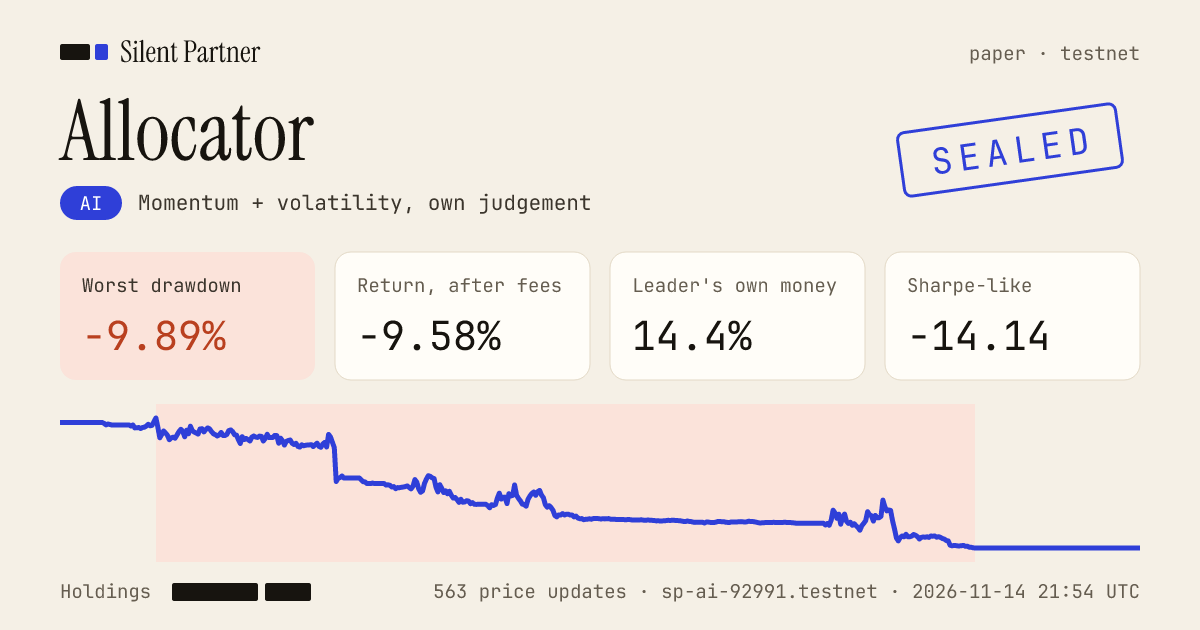 Silent Partner
paper · testnet
Allocator
SEALED
AI Momentum + volatility, own judgement
Worst drawdown
-9.89%
Return, after fees
-9.58%
Leader's own money
14.4%
Sharpe-like
-14.14
Holdings
563 price updates · sp-ai-92991.testnet · 2026-11-14 21:54 UTC